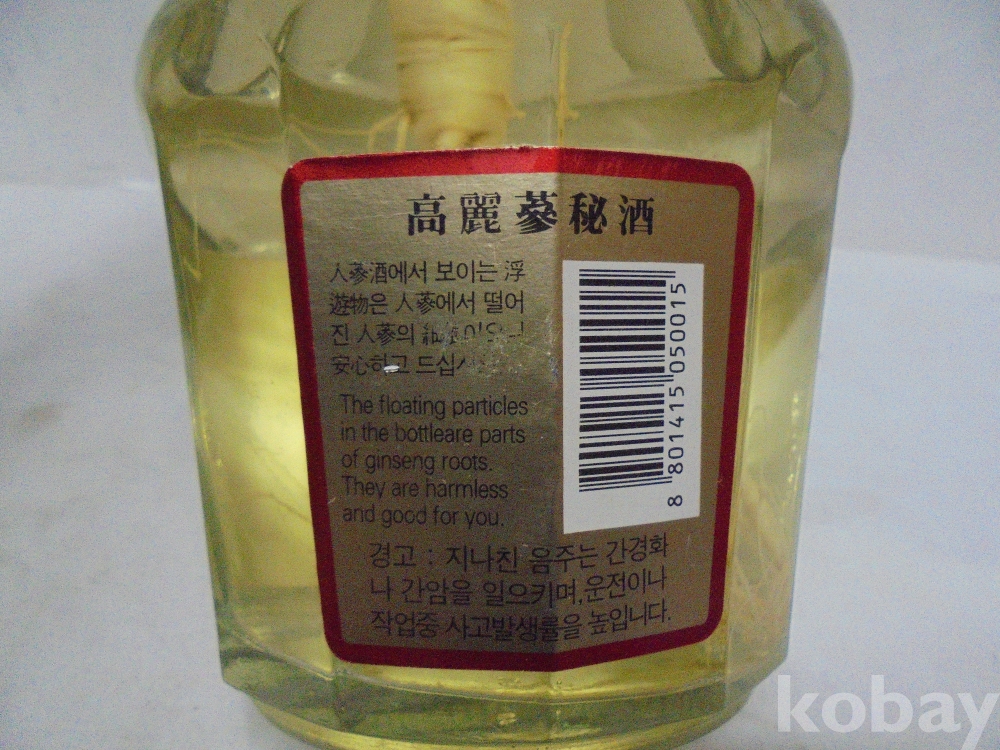 高麗蔘秘酒
人蔘酒에서 보이는 浮
遊物은 人蔘에서 떨어
진 人蔘의
安心하고 드십
The floating particles
in the bottleare parts
of ginseng roots.
They are harmless
and good for you.
8 801415 050015
경고 : 지나친 음주는 간경화
나 간암을 일으키며,운전이나
작업중 사고발생률을 높입니다.
kobay